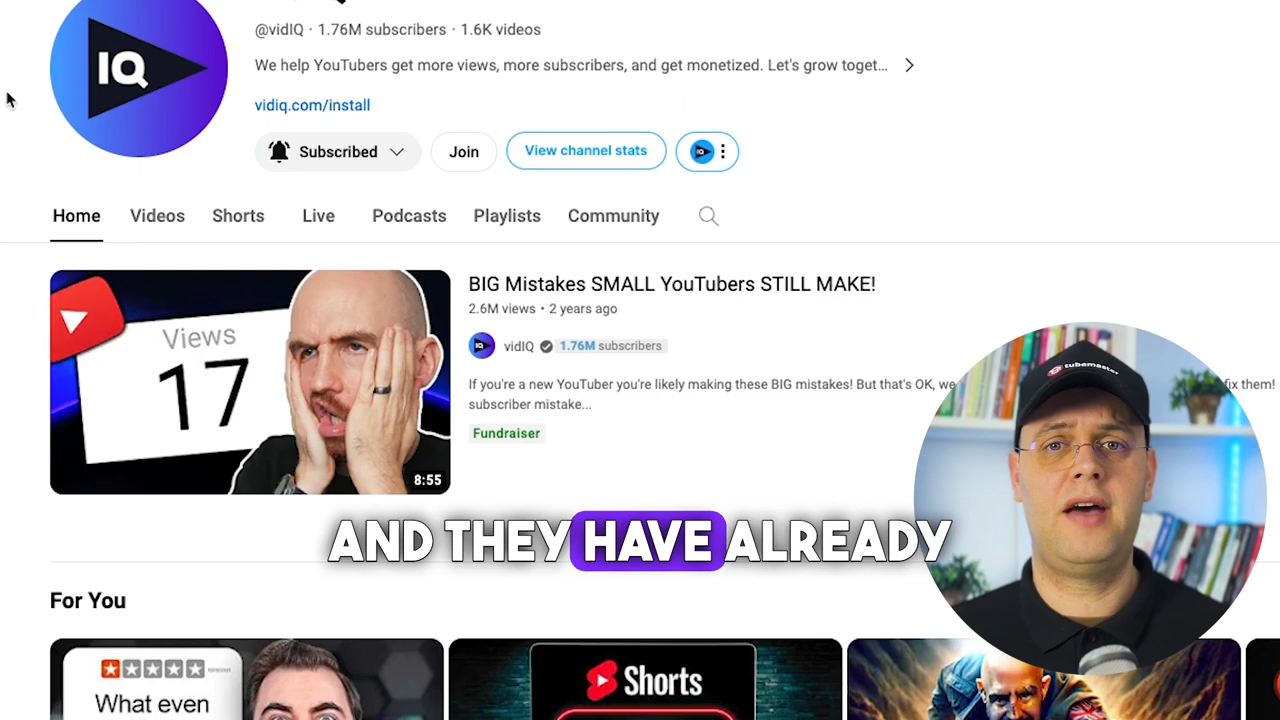 IQ
@vidIQ · 1.76M subscribers · 1.6K videos
We help YouTubers get more views, more subscribers, and get monetized. Let's grow toget...
vidiq.com/install
Subscribed
Join
View channel stats
IQ
Home Videos Shorts Live Podcasts Playlists Community
Views
17
8:55
BIG Mistakes SMALL YouTubers STILL MAKE!
2.6M views • 2 years ago
vidIQ 1.76M subscribers
If you're a new YouTuber you're likely making these BIG mistakes! But that's OK, we fix them!
subscriber mistake...
Fundraiser
tubemaster
AND THEY HAVE ALREADY
For You
What even
Shorts